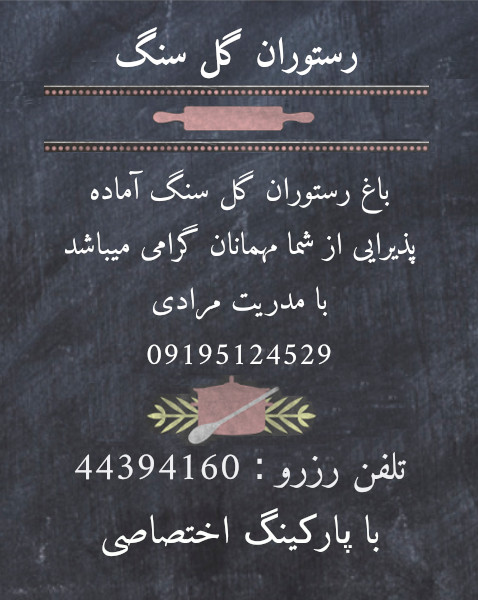 رستوران گل سنگ
باغ رستوران گل سنگ آماده
پذیرایی از شما مهمانان گرامی میباشد
با مدریت مرادی
09195124529
تلفن رزرو : 44394160
با پارکینگ اختصاصی